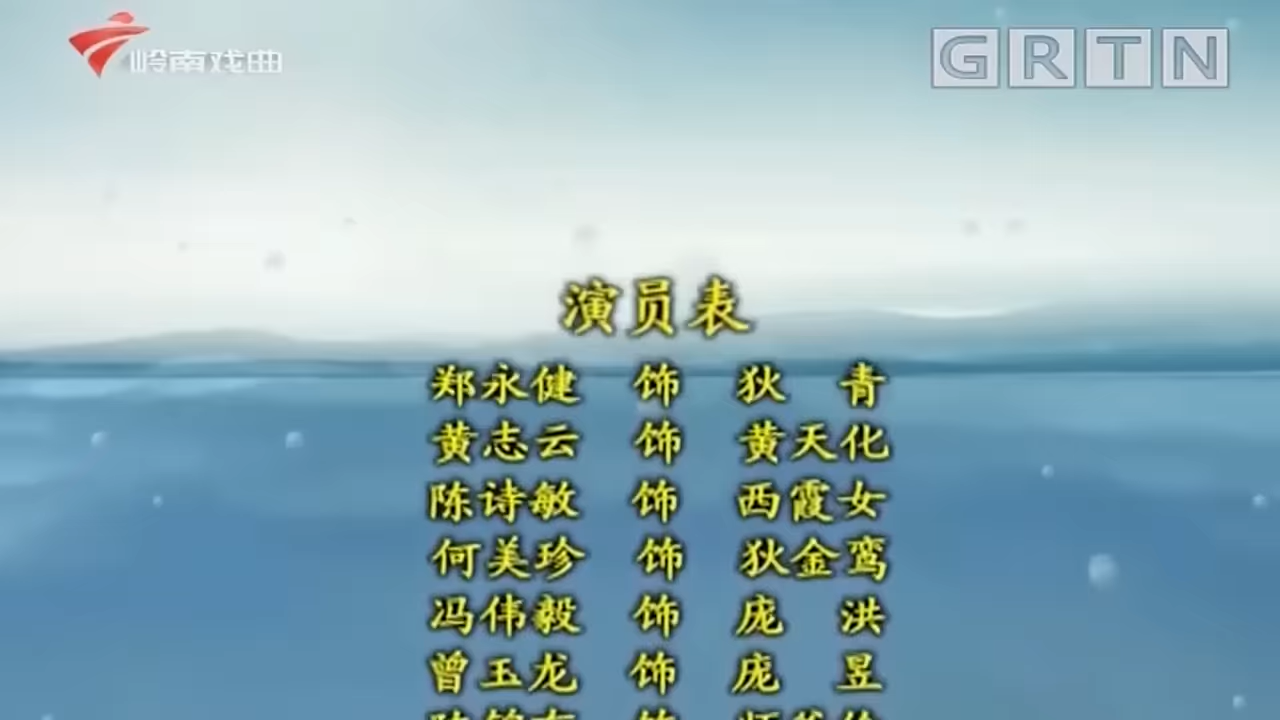 岭南戏曲
GRTN
演员表
郑永健 饰 狄 青
黄志云 饰 黄天化
陈诗敏 饰 西霞女
何美珍 饰 狄金鸾
冯伟毅 饰 庞 洪
曾玉龙 饰 庞 昱